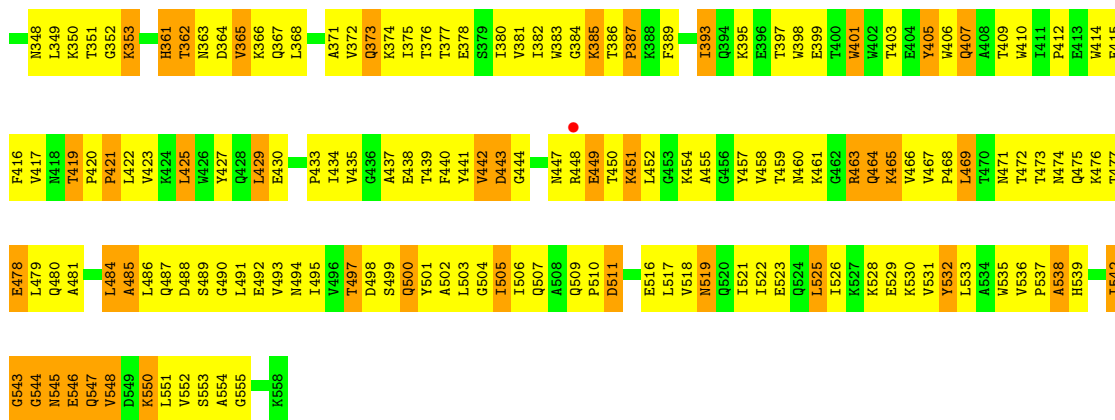 N348 L349 K350 T351 G352 K353 H361 T362 N363 D364 V365 K366 Q367 L368 A371 V372 Q373 K374 I375 T376 T377 E378 S379 I380 V381 I382 W383 G384 K385 T386 P387 K388 F389 I393 Q394 K395 E396 T397 W398 E399 T400 W401 W402 T403 E404 Y405 W406 Q407 A408 T409 W410 I411 P412 E413 W414 E415
F416 V417 N418 T419 P420 P421 L422 V423 K424 L425 W426 Y427 Q428 L429 E430 P433 I434 V435 G436 A437 E438 T439 F440 Y441 V442 D443 G444 N447 R448 E449 T450 K451 L452 G453 K454 A455 G456 Y457 V458 T459 N460 K461 G462 R463 Q464 K465 V466 V467 P468 L469 T470 N471 T472 T473 N474 Q475 K476 T477
E478 L479 Q480 A481 L484 A485 L486 Q487 D488 S489 G490 L491 E492 V493 N494 I495 V496 T497 D498 S499 Q500 Y501 A502 L503 G504 I505 I506 Q507 A508 Q509 P510 D511 E516 L517 V518 N519 Q520 I521 I522 E523 Q524 L525 I526 K527 K528 E529 K530 V531 Y532 L533 A534 W535 V536 P537 A538 H539 I542
G543 G544 N545 E546 Q547 V548 D549 K550 L551 V552 S553 A554 G555 K558